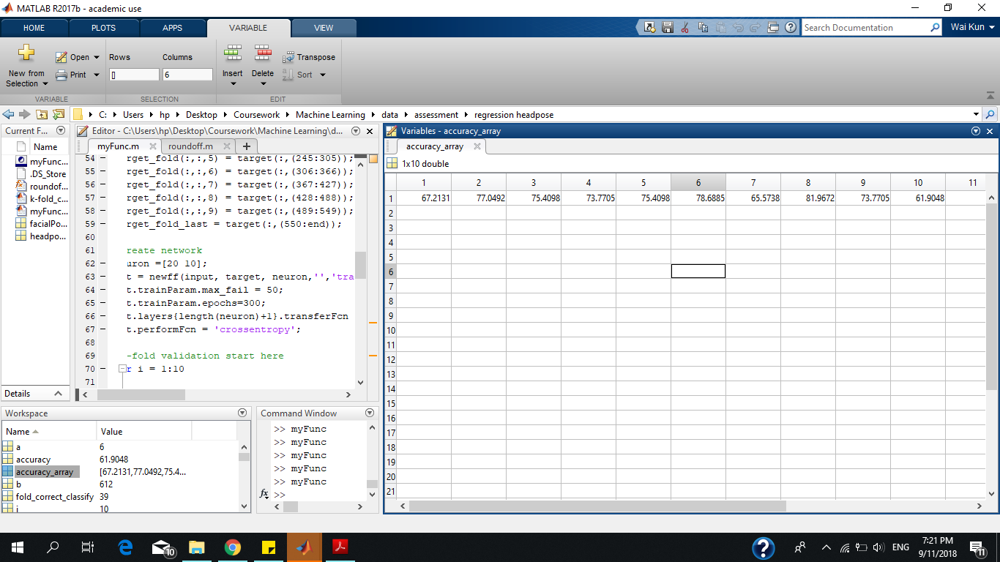 MATLAB R2017b - academic use
HOME PLOTS APPS VARIABLE VIEW
Search Documentation
Wai Kun
New from
Selection
Open
Print
Rows
[]
Columns
6
Insert
Delete
Transpose
Sort
VARIABLE SELECTION EDIT
C: Users hp Desktop Coursework Machine Learning data assessment regression headpose
Current F...
Name
myFunc...
.DS_Store
roundof...
k-fold_c...
myFunc...
facialPo...
headpo...
Details
Editor - C:\Users\hp\Desktop\Coursework\Machine Learning\d...
myFunc.m roundoff.m
54 – rget_fold(:,:,5) = target(:,(245:305));
55 – rget_fold(:,:,6) = target(:,(306:366));
56 – rget_fold(:,:,7) = target(:,(367:427));
57 – rget_fold(:,:,8) = target(:,(428:488));
58 – rget_fold(:,:,9) = target(:,(489:549));
59 – rget_fold_last = target(:,(550:end));
60
61 reate network
62 – uron =[20 10];
63 – t = newff(input, target, neuron,'','tra
64 – t.trainParam.max_fail = 50;
65 – t.trainParam.epochs=300;
66 – t.layers{length(neuron)+1}.transferFcn
67 – t.performFcn = 'crossentropy';
68
69 -fold validation start here
70 – r i = 1:10
71
Variables - accuracy_array
accuracy_array
1x10 double
1 2 3 4 5 6 7 8 9 10 11
1 67.2131 77.0492 75.4098 73.7705 75.4098 78.6885 65.5738 81.9672 73.7705 61.9048
2
3
4
5
6
7
8
9
10
11
12
13
14
15
16
17
18
19
20
21
Workspace
Name Value
a 6
accuracy 61.9048
accuracy_array [67.2131,77.0492,75.4...
b 612
fold_correct_classify 39
i 10
Command Window
>> myFunc
>> myFunc
>> myFunc
>> myFunc
>> myFunc
fx >>
10
ENG
7:21 PM
9/11/2018
11